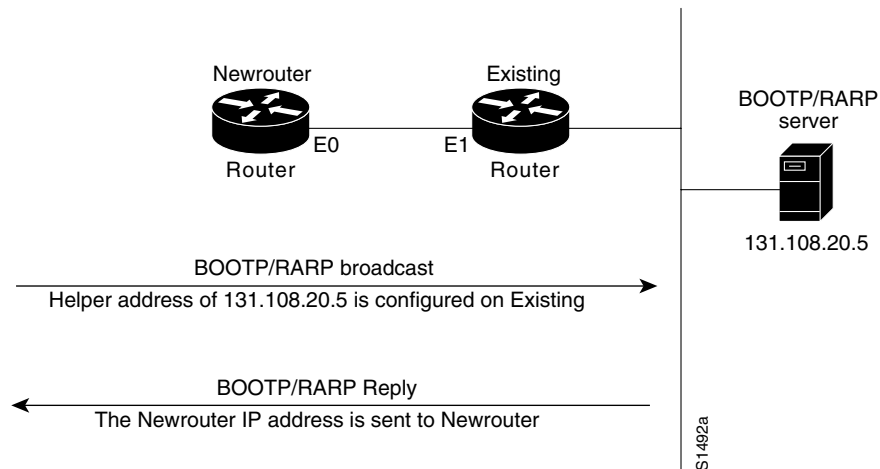 Newrouter
Existing
BOOTP/RARP
server
E0
E1
Router
Router
131.108.20.5
BOOTP/RARP broadcast
Helper address of 131.108.20.5 is configured on Existing
BOOTP/RARP Reply
The Newrouter IP address is sent to Newrouter
S1492a